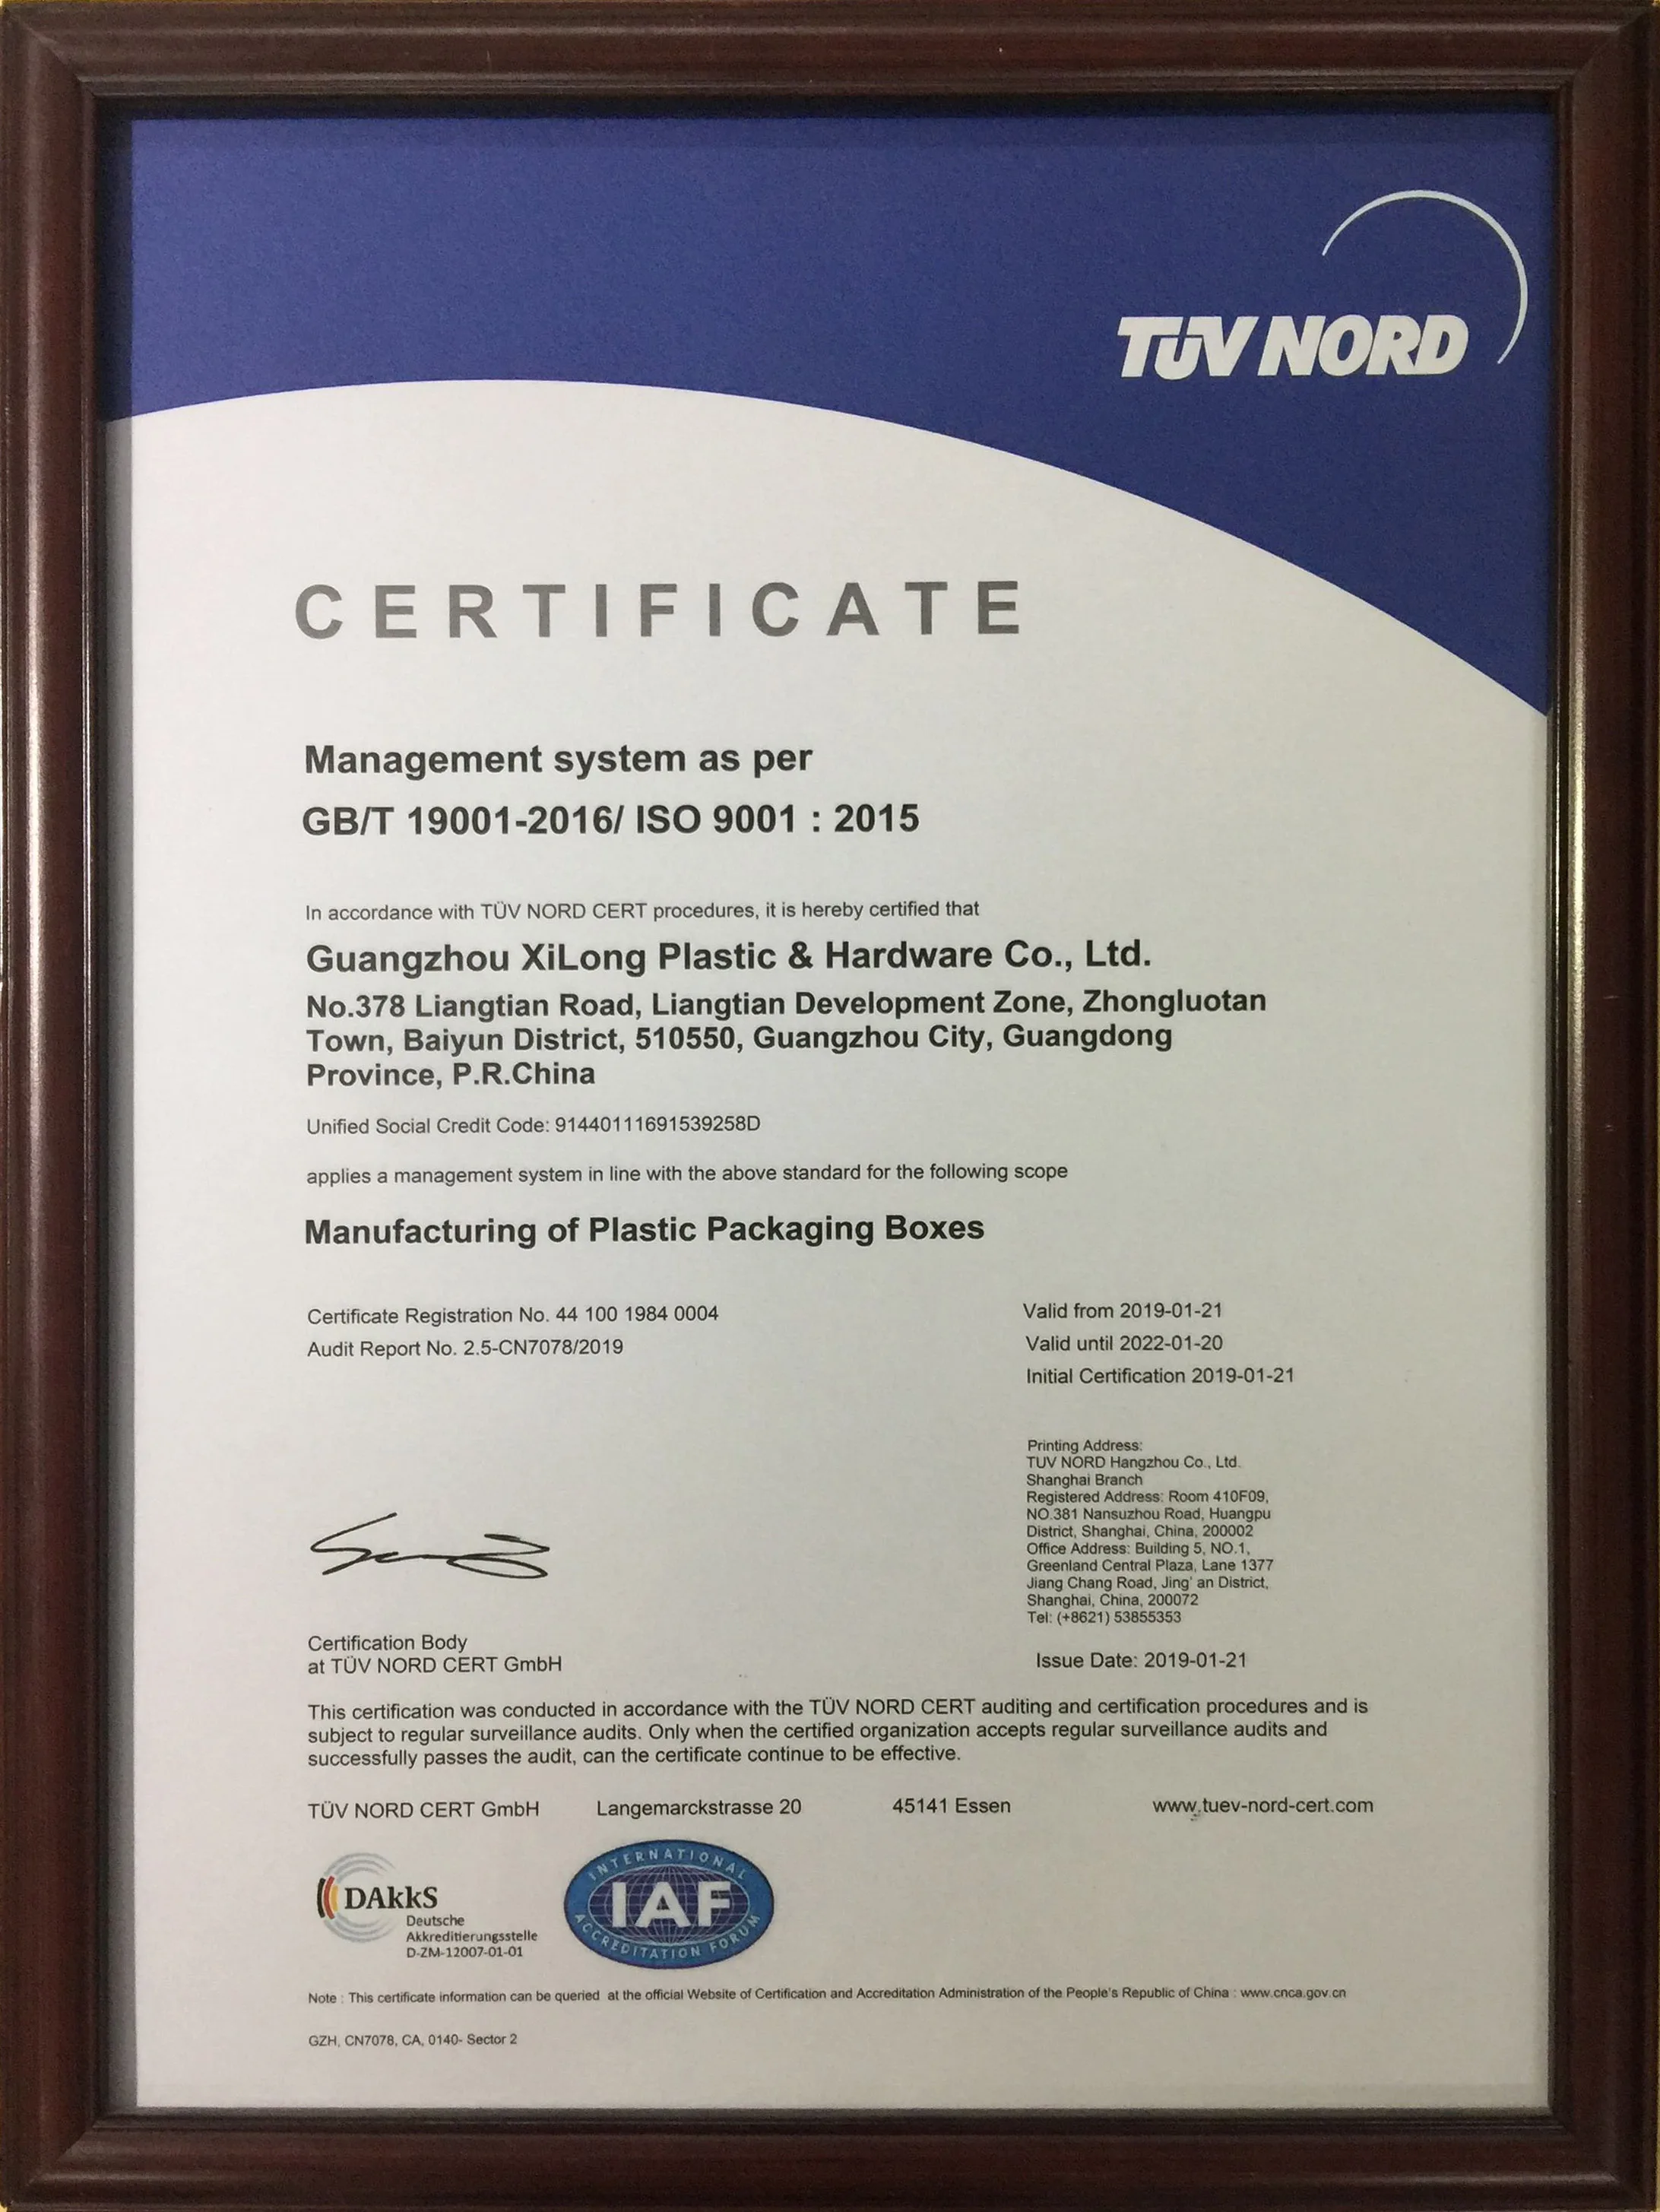 TÜV NORD
CERTIFICATE
Management system as per
GB/T 19001-2016/ ISO 9001 : 2015
In accordance with TÜV NORD CERT procedures, it is hereby certified that
Guangzhou XiLong Plastic & Hardware Co., Ltd.
No.378 Liangtian Road, Liangtian Development Zone, Zhongluotan
Town, Baiyun District, 510550, Guangzhou City, Guangdong
Province, P.R.China
Unified Social Credit Code: 91440111691539258D
applies a management system in line with the above standard for the following scope
Manufacturing of Plastic Packaging Boxes
Certificate Registration No. 44 100 1984 0004
Audit Report No. 2.5-CN7078/2019
Valid from 2019-01-21
Valid until 2022-01-20
Initial Certification 2019-01-21
Printing Address:
TUV NORD Hangzhou Co., Ltd.
Shanghai Branch
Registered Address: Room 410F09,
NO.381 Nansuzhou Road, Huangpu
District, Shanghai, China, 200002
Office Address: Building 5, NO.1,
Greenland Central Plaza, Lane 1377
Jiang Chang Road, Jing' an District,
Shanghai, China, 200072
Tel: (+8621) 53855353
Certification Body
at TÜV NORD CERT GmbH
Issue Date: 2019-01-21
This certification was conducted in accordance with the TÜV NORD CERT auditing and certification procedures and is
subject to regular surveillance audits. Only when the certified organization accepts regular surveillance audits and
successfully passes the audit, can the certificate continue to be effective.
TÜV NORD CERT GmbH Langemarckstrasse 20 45141 Essen www.tuev-nord-cert.com
DAkkS
Deutsche
Akkreditierungsstelle
D-ZM-12007-01-01
INTERNATIONAL
IAF
ACCREDITATION FORUM
Note : This certificate information can be queried at the official Website of Certification and Accreditation Administration of the People's Republic of China : www.cnca.gov.cn
GZH, CN7078, CA, 0140- Sector 2